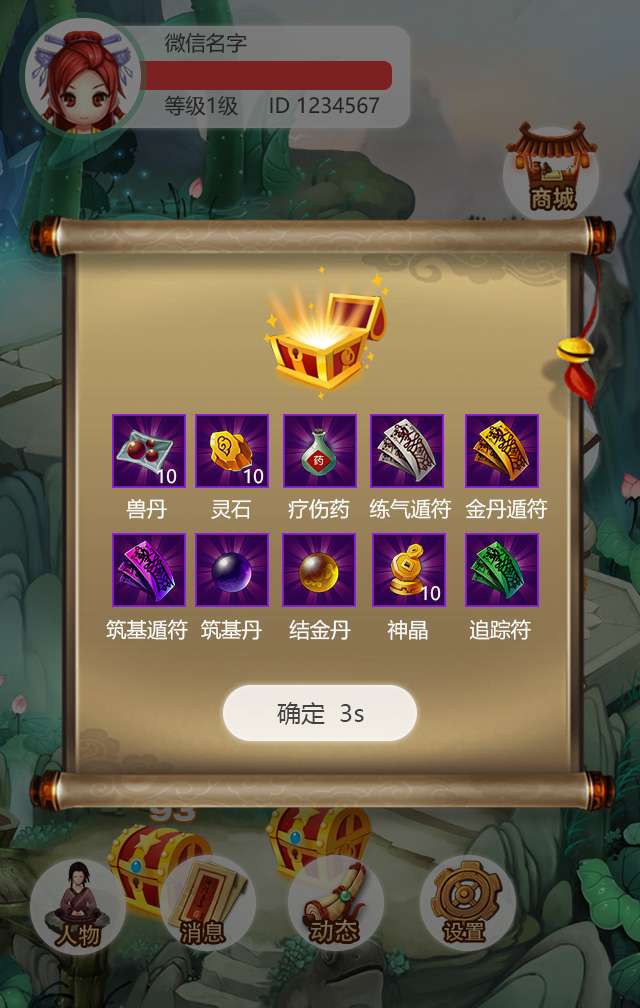 微信名字
等级1级 ID 1234567
商城
药
10 10
兽丹 灵石 疗伤药 练气遁符 金丹遁符
10
筑基遁符 筑基丹 结金丹 神晶 追踪符
确定 3s
93
人物 消息 动态 设置